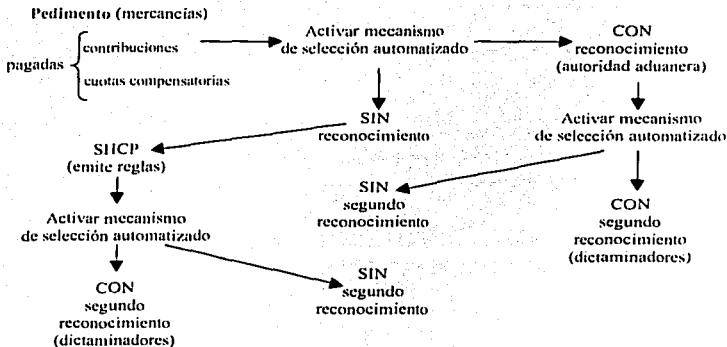 Pedimento (mercancías)
pagadas
contribuciones
cuotas compensatorias
Activar mecanismo
de selección automatizado
CON
reconocimiento
(autoridad aduanera)
SIN
reconocimiento
Activar mecanismo
de selección automatizado
SHCP
(emite reglas)
SIN
segundo
reconocimiento
CON
segundo
reconocimiento
(dictaminadores)
Activar mecanismo
de selección automatizado
CON
segundo
reconocimiento
(dictaminadores)
SIN
segundo
reconocimiento